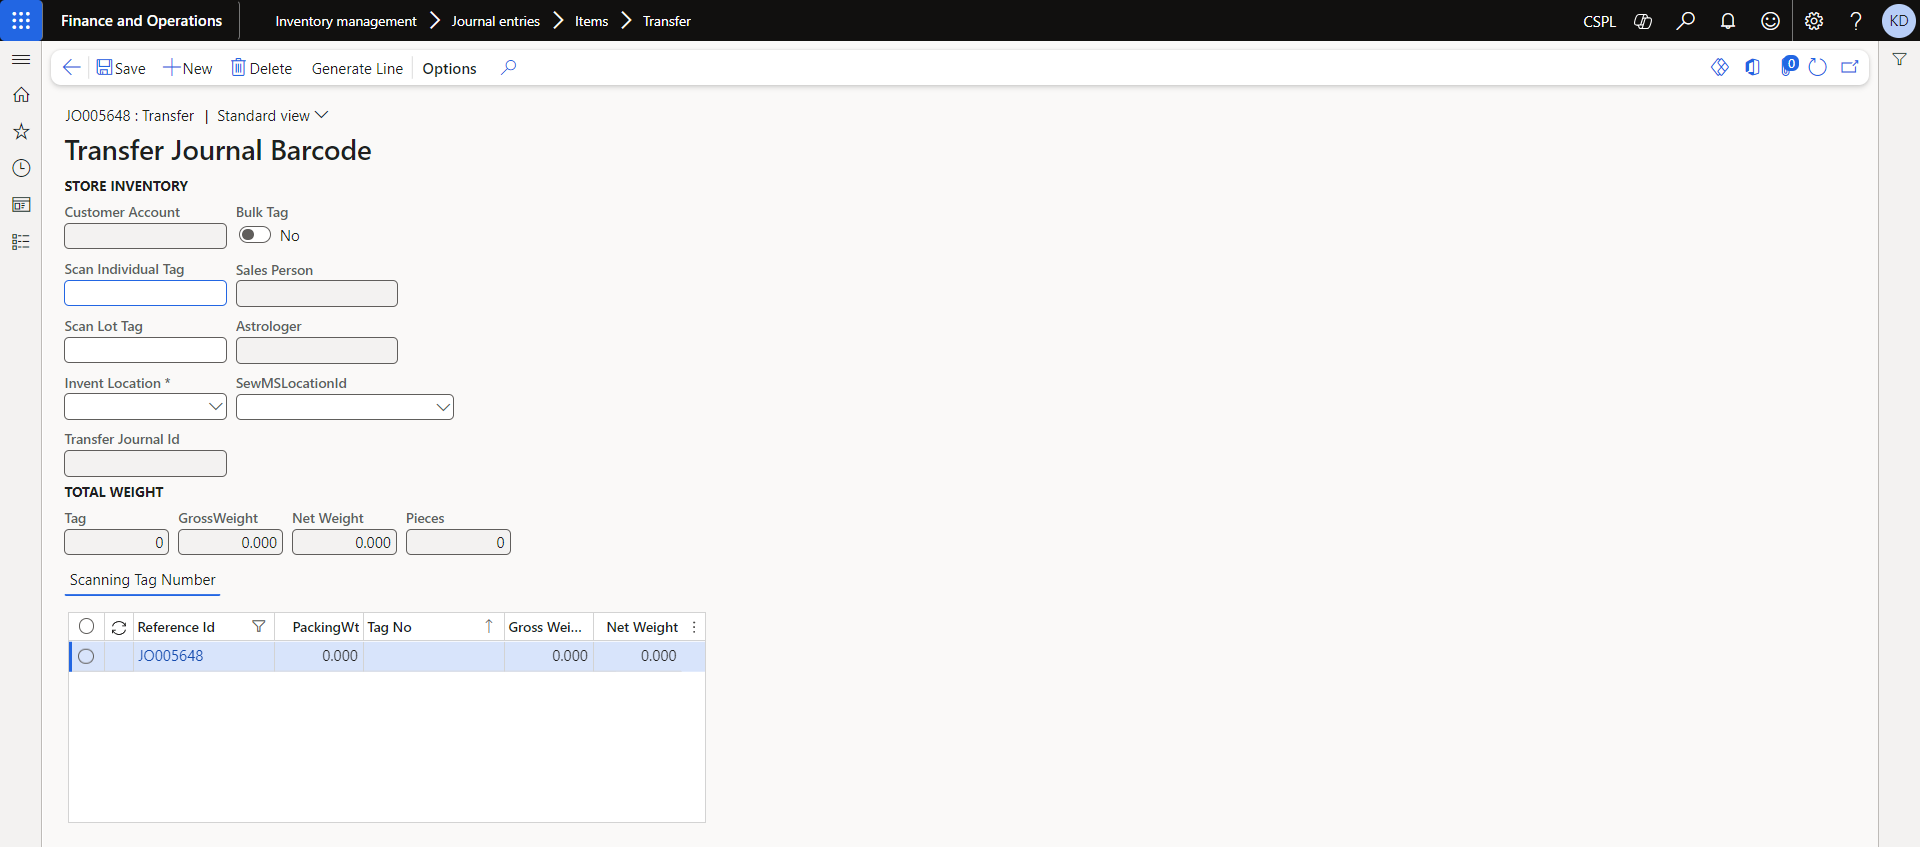 Finance and Operations
Inventory management > Journal entries > Items > Transfer
CSPL
KD
Save
New
Delete
Generate Line
Options
0
JO005648 : Transfer | Standard view
Transfer Journal Barcode
STORE INVENTORY
Customer Account
Bulk Tag
No
Scan Individual Tag
Sales Person
Scan Lot Tag
Astrologer
Invent Location *
SewMSLocationId
Transfer Journal Id
TOTAL WEIGHT
Tag GrossWeight Net Weight Pieces
0 0.000 0.000 0
Scanning Tag Number
Reference Id PackingWt Tag No Gross Wei... Net Weight
JO005648 0.000 0.000 0.000